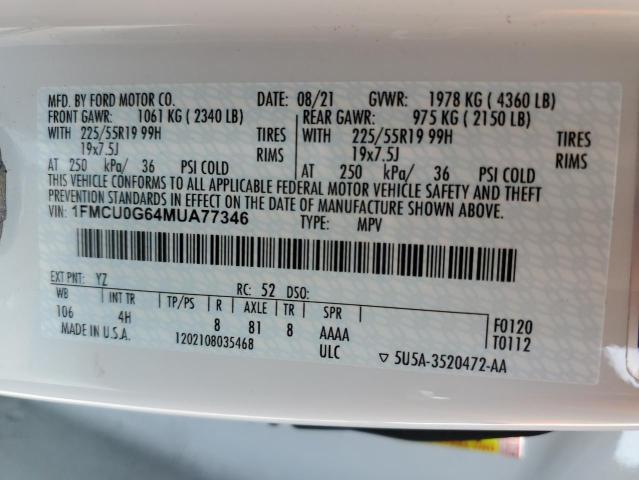 MFD. BY FORD MOTOR CO. DATE: 08/21 GVWR: 1978 KG ( 4360 LB)
FRONT GAWR: 1061 KG ( 2340 LB) REAR GAWR: 975 KG ( 2150 LB)
WITH 225/55R19 99H TIRES WITH 225/55R19 99H TIRES
19x7.5J RIMS 19x7.5J RIMS
AT 250 kPa/ 36 PSI COLD AT 250 kPa/ 36 PSI COLD
THIS VEHICLE CONFORMS TO ALL APPLICABLE FEDERAL MOTOR VEHICLE SAFETY AND THEFT
PREVENTION STANDARDS IN EFFECT ON THE DATE OF MANUFACTURE SHOWN ABOVE.
VIN: 1FMCU0G64MUA77346 TYPE: MPV
EXT PNT: YZ RC: 52 DSO:
WB INT TR TP/PS R AXLE TR SPR
106 4H 8 81 8 AAAA F0120
MADE IN U.S.A. 1202108035468 ULC T0112
▽ 5U5A-3520472-AA